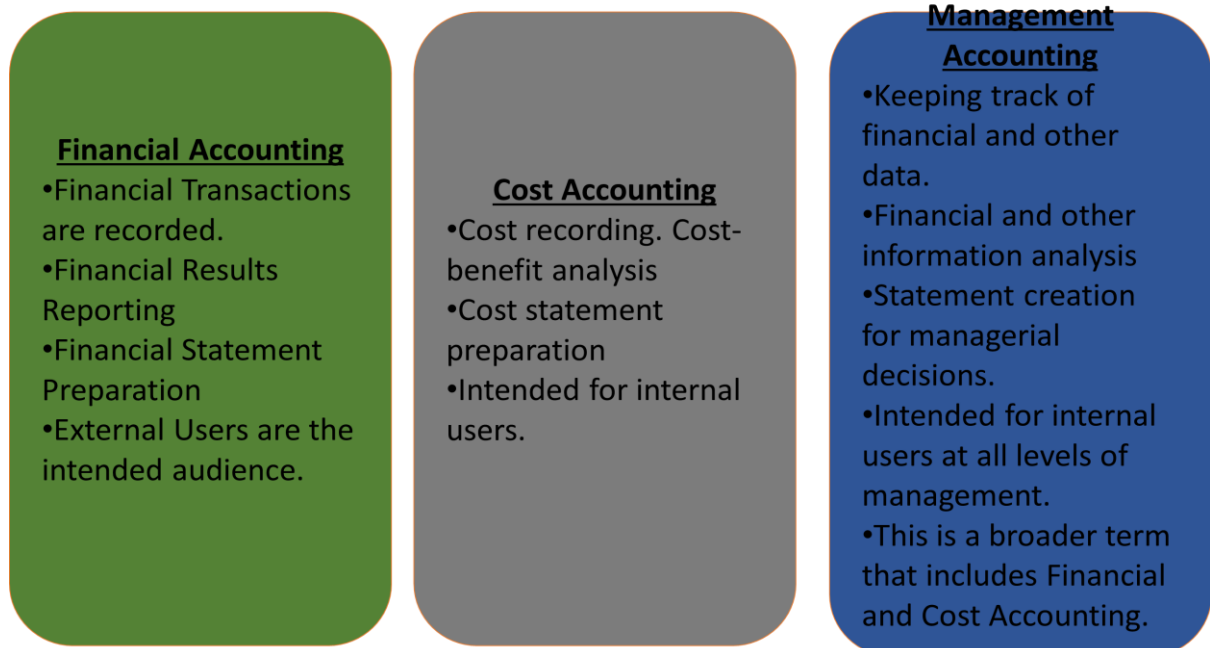 Financial Accounting
•Financial Transactions
are recorded.
•Financial Results
Reporting
•Financial Statement
Preparation
•External Users are the
intended audience.
Cost Accounting
•Cost recording. Cost-
benefit analysis
•Cost statement
preparation
•Intended for internal
users.
Management
Accounting
•Keeping track of
financial and other
data.
•Financial and other
information analysis
•Statement creation
for managerial
decisions.
•Intended for internal
users at all levels of
management.
•This is a broader term
that includes Financial
and Cost Accounting.